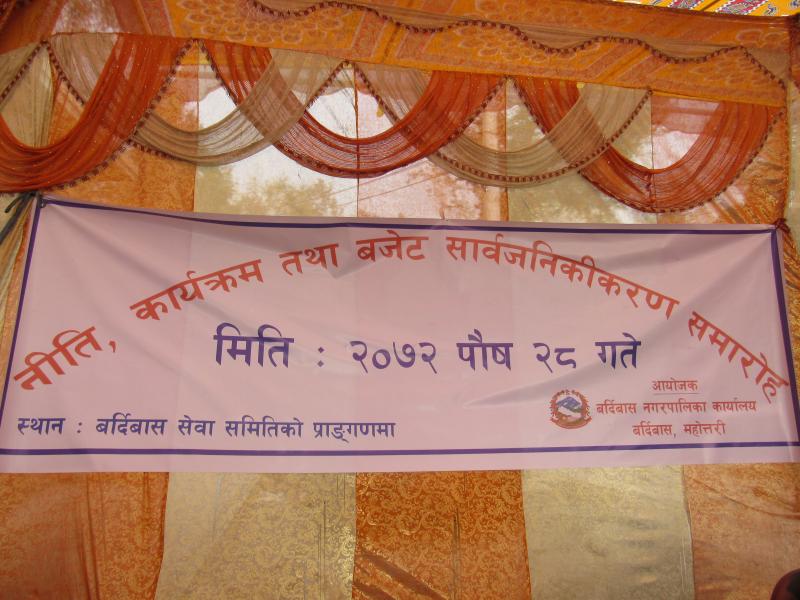 नीति, कार्यक्रम तथा बजेट सार्वजनिकीकरण समारोह
मिति : २०७२ पौष २८ गते
स्थान : बर्दिबास सेवा समितिको प्राङ्गणमा
आयोजक
बर्दिबास नगरपालिका कार्यालय
बर्दिबास, महोत्तरी